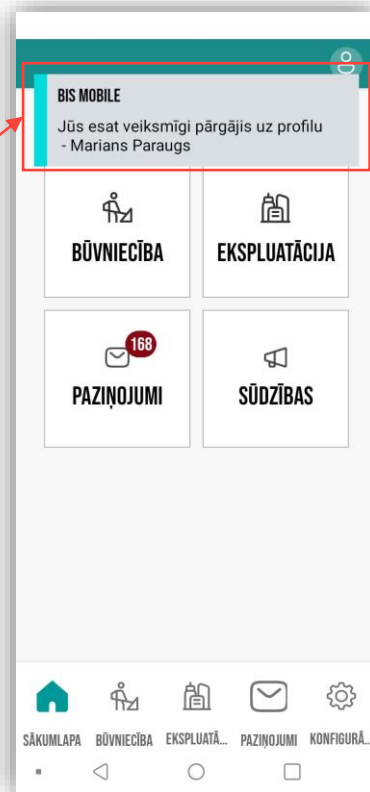 BIS MOBILE
Jūs esat veiksmīgi pārgājis uz profilu
- Marians Paraugs
BŪVNIECĪBA
EKSPLUATĀCIJA
168
PAZIŅOJUMI
SŪDZĪBAS
SĀKUMLAPA
BŪVNIECĪBA
EKSPLUATĀ...
PAZIŅOJUMI
KONFIGURĀ...